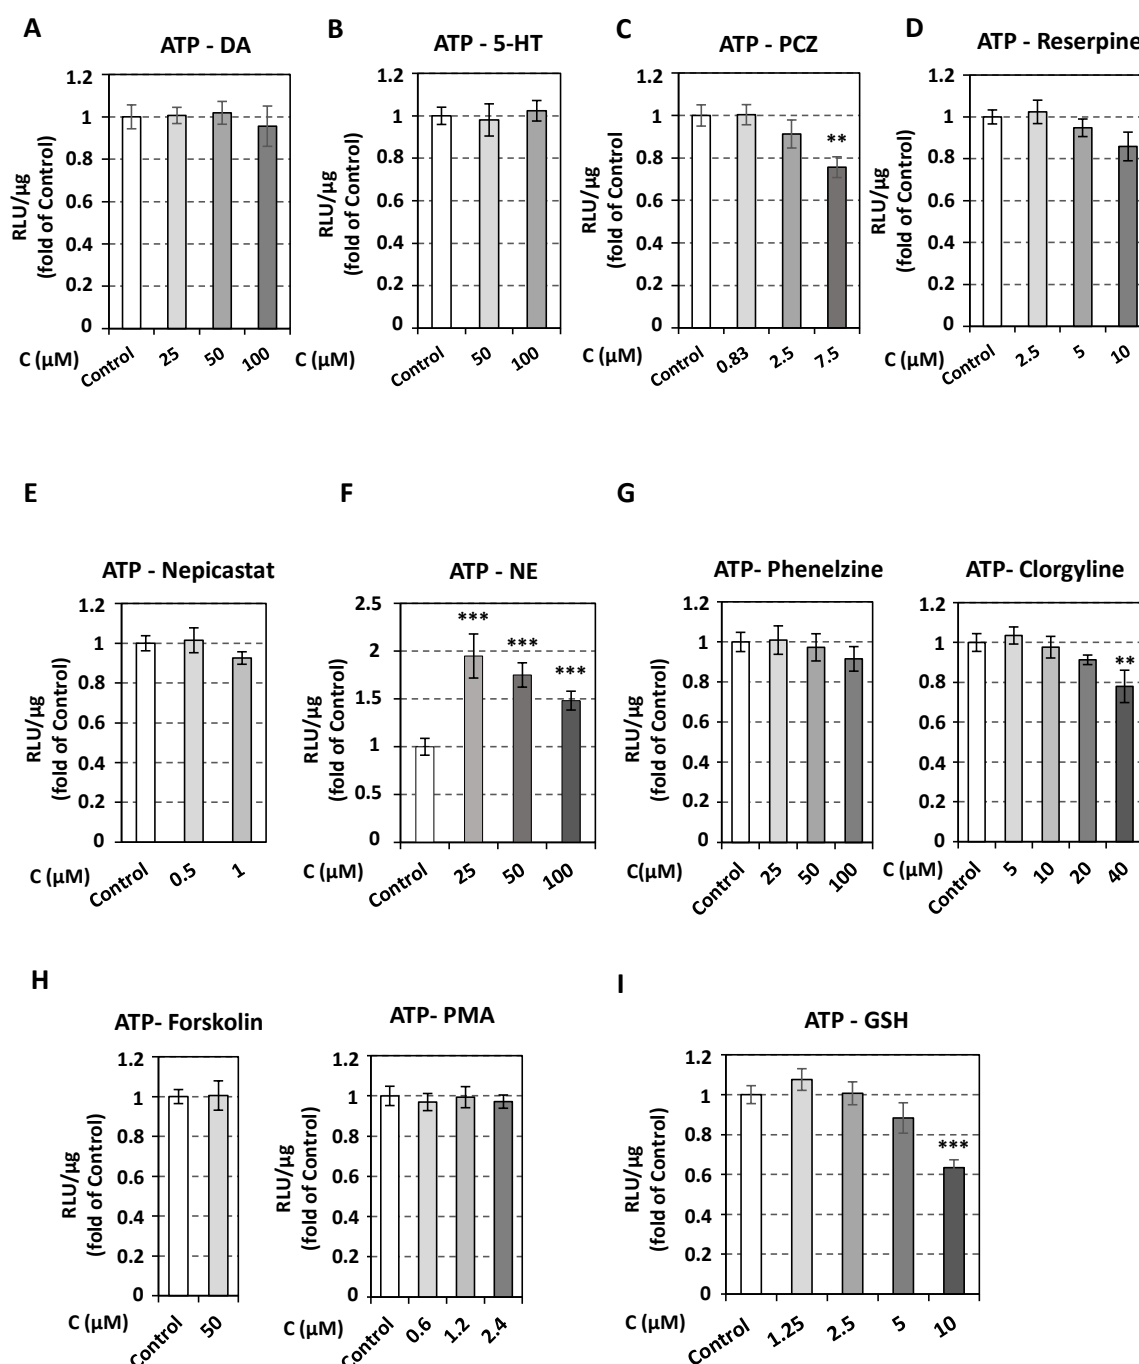 A
ATP - DA
RLU/µg
(fold of Control)
1.2
1
0.8
0.6
0.4
0.2
0
C (µM)
Control
25
50
100
B
ATP - 5-HT
RLU/µg
(fold of Control)
1.2
1
0.8
0.6
0.4
0.2
0
C (µM)
Control
50
100
C
ATP - PCZ
RLU/µg
(fold of Control)
1.2
1
0.8
0.6
0.4
0.2
0
**
C (µM)
Control
0.83
2.5
7.5
D
ATP - Reserpine
RLU/µg
(fold of Control)
1.2
1
0.8
0.6
0.4
0.2
0
C (µM)
Control
2.5
5
10
E
ATP - Nepicastat
RLU/µg
(fold of Control)
1.2
1
0.8
0.6
0.4
0.2
0
C (µM)
Control
0.5
1
F
ATP - NE
RLU/µg
(fold of Control)
2.5
2
1.5
1
0.5
0
***
***
***
C (µM)
Control
25
50
100
G
ATP- Phenelzine
RLU/µg
(fold of Control)
1.2
1
0.8
0.6
0.4
0.2
0
C(µM)
Control
25
50
100
ATP- Clorgyline
1.2
1
0.8
0.6
0.4
0.2
0
**
C (µM)
Control
5
10
20
40
H
ATP- Forskolin
RLU/µg
(fold of Control)
1.2
1
0.8
0.6
0.4
0.2
0
C (µM)
Control
50
ATP- PMA
RLU/µg
(fold of Control)
1.2
1
0.8
0.6
0.4
0.2
0
Control
0.6
1.2
2.4
I
ATP - GSH
RLU/µg
(fold of Control)
1.2
1
0.8
0.6
0.4
0.2
0
***
C (µM)
Control
1.25
2.5
5
10